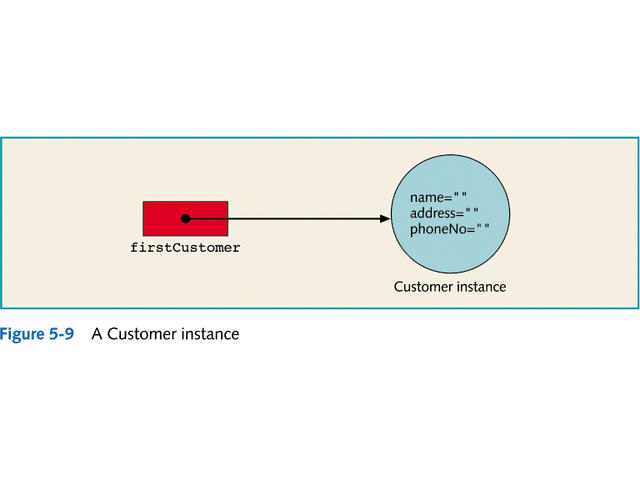 name=" "
address=" "
phoneNo=" "
firstCustomer
Customer instance
Figure 5-9 A Customer instance